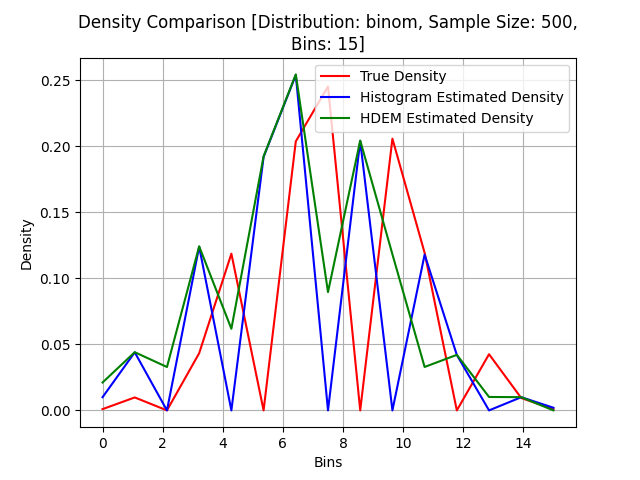 Density Comparison [Distribution: binom, Sample Size: 500,
Bins: 15]
True Density
Histogram Estimated Density
HDEM Estimated Density
Density
0.25
0.20
0.15
0.10
0.05
0.00
0 2 4 6 8 10 12 14
Bins